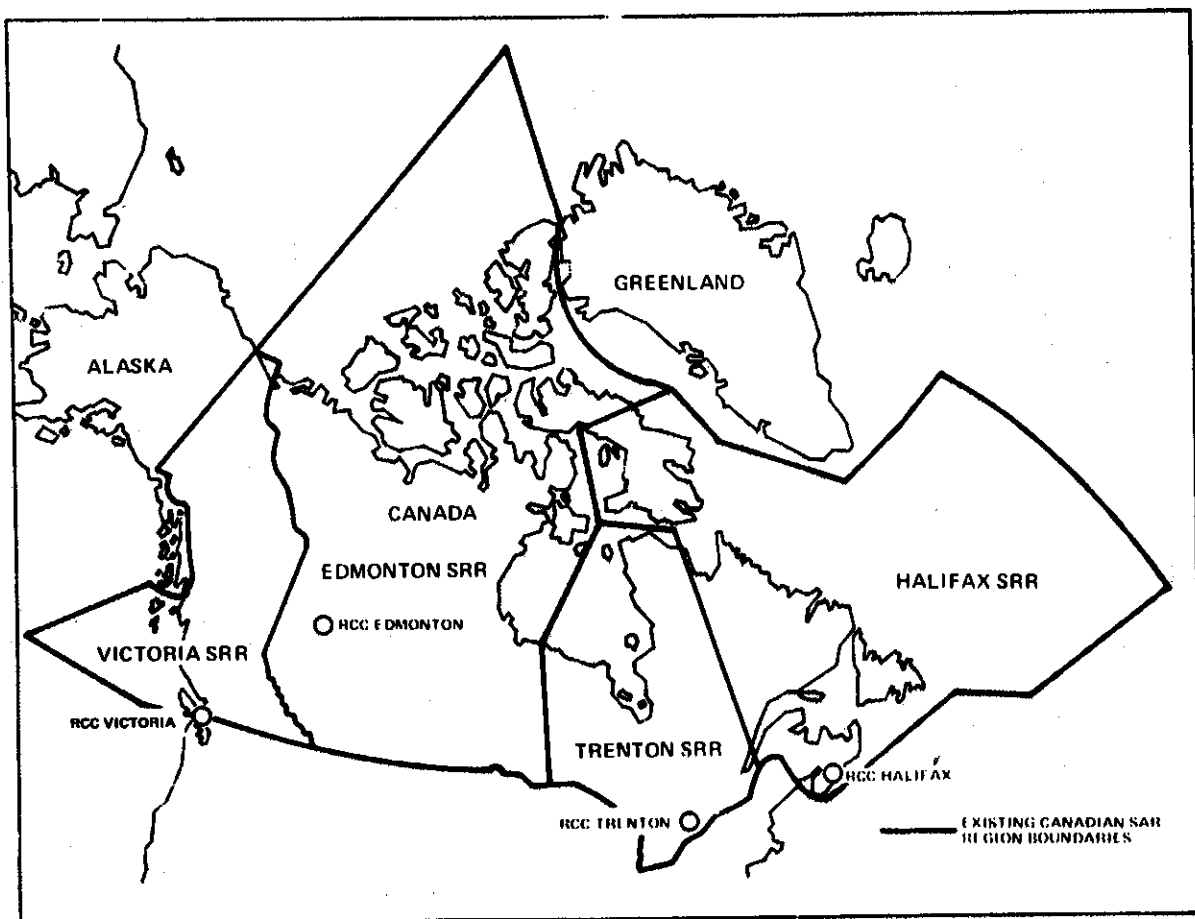 GREENLAND
ALASKA
CANADA
EDMONTON SRR
RCC EDMONTON
HALIFAX SRR
VICTORIA SRR
RCC VICTORIA
TRENTON SRR
RCC HALIFAX
RCC TRENTON
EXISTING CANADIAN SAR
REGION BOUNDARIES